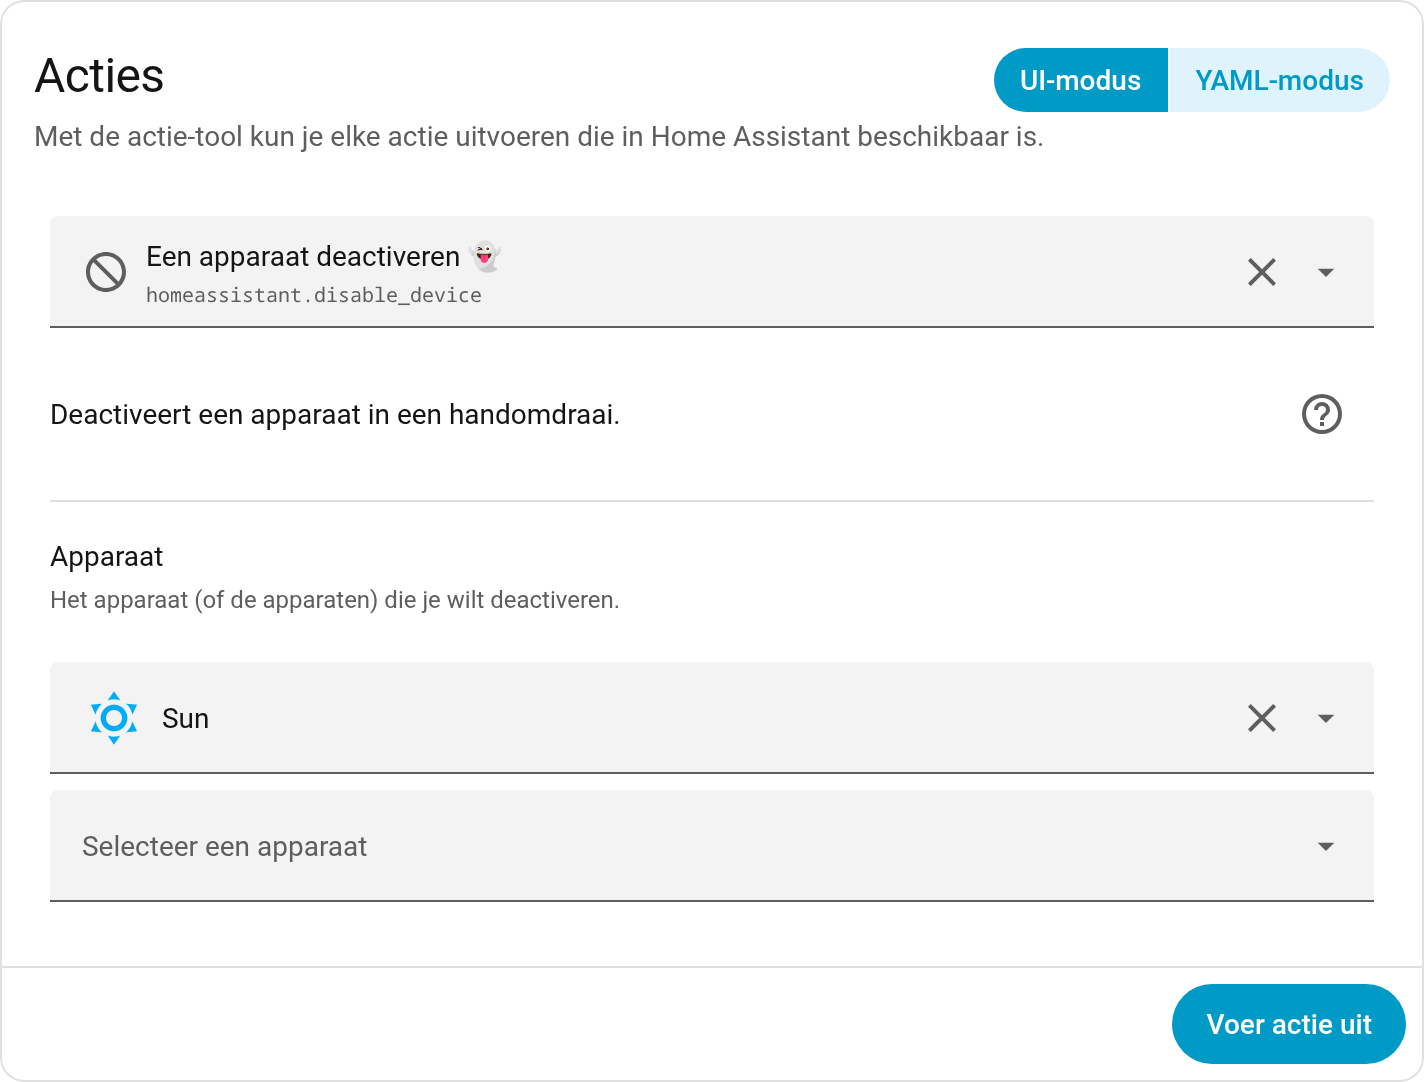 Acties
UI-modus
YAML-modus
Met de actie-tool kun je elke actie uitvoeren die in Home Assistant beschikbaar is.
Een apparaat deactiveren 👻
homeassistant.disable_device
Deactiveert een apparaat in een handomdraai.
Apparaat
Het apparaat (of de apparaten) die je wilt deactiveren.
Sun
Selecteer een apparaat
Voer actie uit